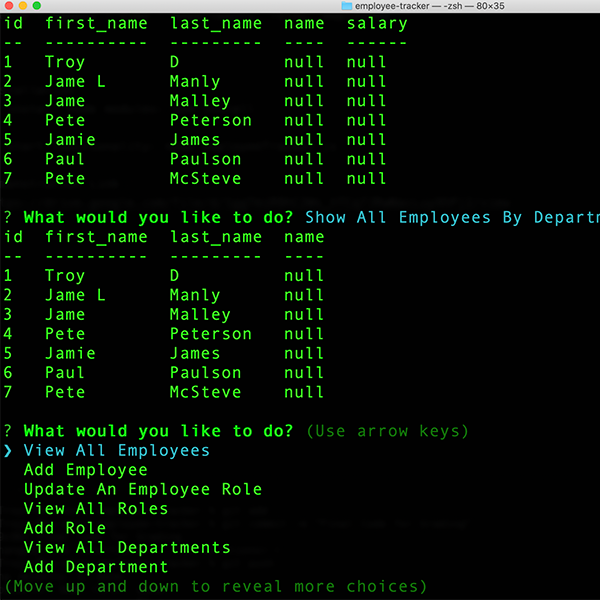 employee-tracker — -zsh — 80×35
id first_name last_name name salary
-- ---------- --------- ---- ------
1 Troy D null null
2 Jame L Manly null null
3 Jame Malley null null
4 Pete Peterson null null
5 Jamie James null null
6 Paul Paulson null null
7 Pete McSteve null null
? What would you like to do? Show All Employees By Departm
id first_name last_name name
-- ---------- --------- ----
1 Troy D null
2 Jame L Manly null
3 Jame Malley null
4 Pete Peterson null
5 Jamie James null
6 Paul Paulson null
7 Pete McSteve null
? What would you like to do? (Use arrow keys)
❯ View All Employees
Add Employee
Update An Employee Role
View All Roles
Add Role
View All Departments
Add Department
(Move up and down to reveal more choices)